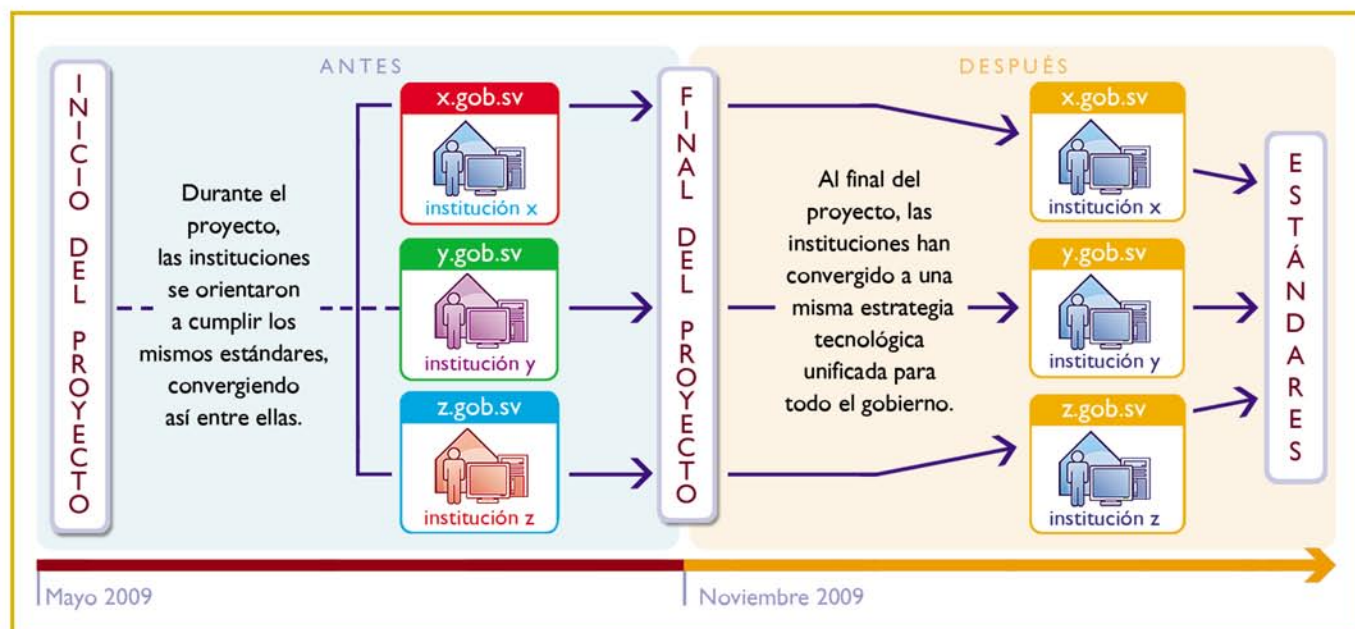 ANTES
INICIO DEL PROYECTO
Durante el
proyecto,
las instituciones
se orientaron
a cumplir los
mismos estándares,
convergiendo
así entre ellas.
x.gob.sv
institución x
y.gob.sv
institución y
z.gob.sv
institución z
FINAL DEL PROYECTO
DESPUÉS
Al final del
proyecto, las
instituciones han
convergido a una
misma estrategia
tecnológica
unificada para
todo el gobierno.
x.gob.sv
institución x
y.gob.sv
institución y
z.gob.sv
institución z
ESTÁNDARES
Mayo 2009
Noviembre 2009